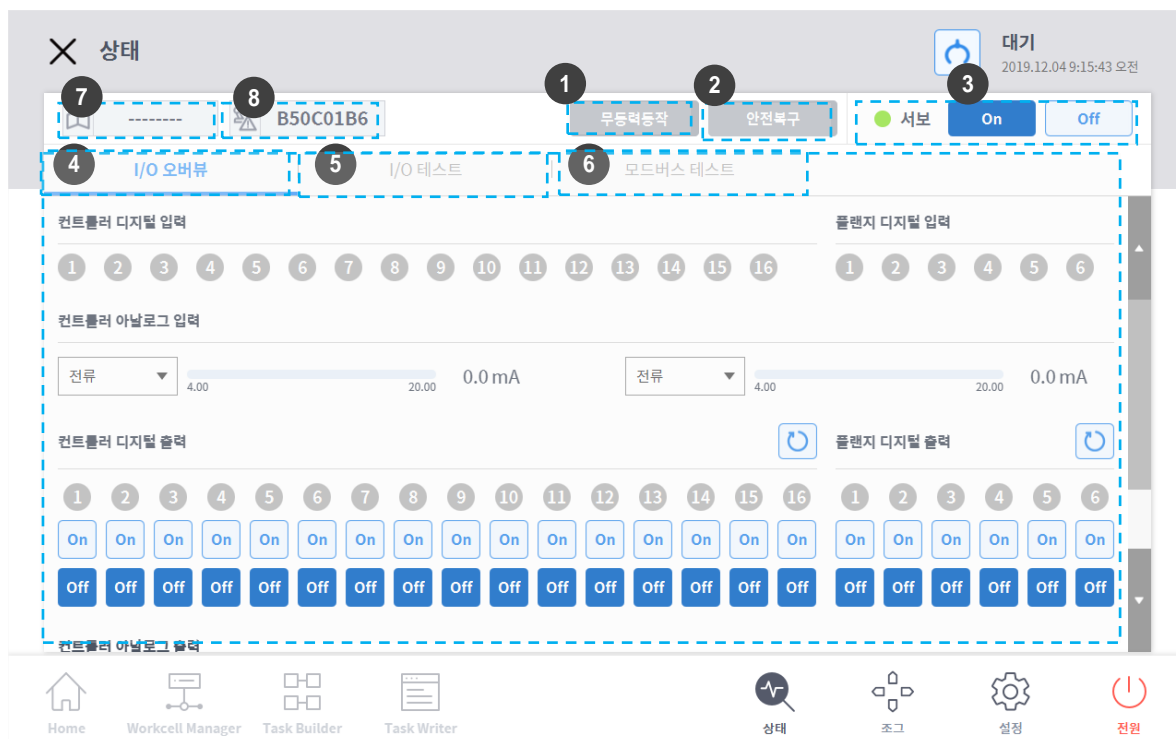 상태
대기
2019.12.04 9:15:43 오전
7 8 1 2 3
-------- B50C01B6 무동력동작 안전복구 서보 On Off
4 I/O 오버뷰 5 I/O 테스트 6 모드버스 테스트
컨트롤러 디지털 입력 플랜지 디지털 입력
1 2 3 4 5 6 7 8 9 10 11 12 13 14 15 16 1 2 3 4 5 6
컨트롤러 아날로그 입력
전류 4.00 20.00 0.0 mA 전류 4.00 20.00 0.0 mA
컨트롤러 디지털 출력 플랜지 디지털 출력
1 2 3 4 5 6 7 8 9 10 11 12 13 14 15 16 1 2 3 4 5 6
On On On On On On On On On On On On On On On On On On On On On On
Off Off Off Off Off Off Off Off Off Off Off Off Off Off Off Off Off Off Off Off Off Off
컨트롤러 아날로그 출력
Home Workcell Manager Task Builder Task Writer 상태 조그 설정 전원